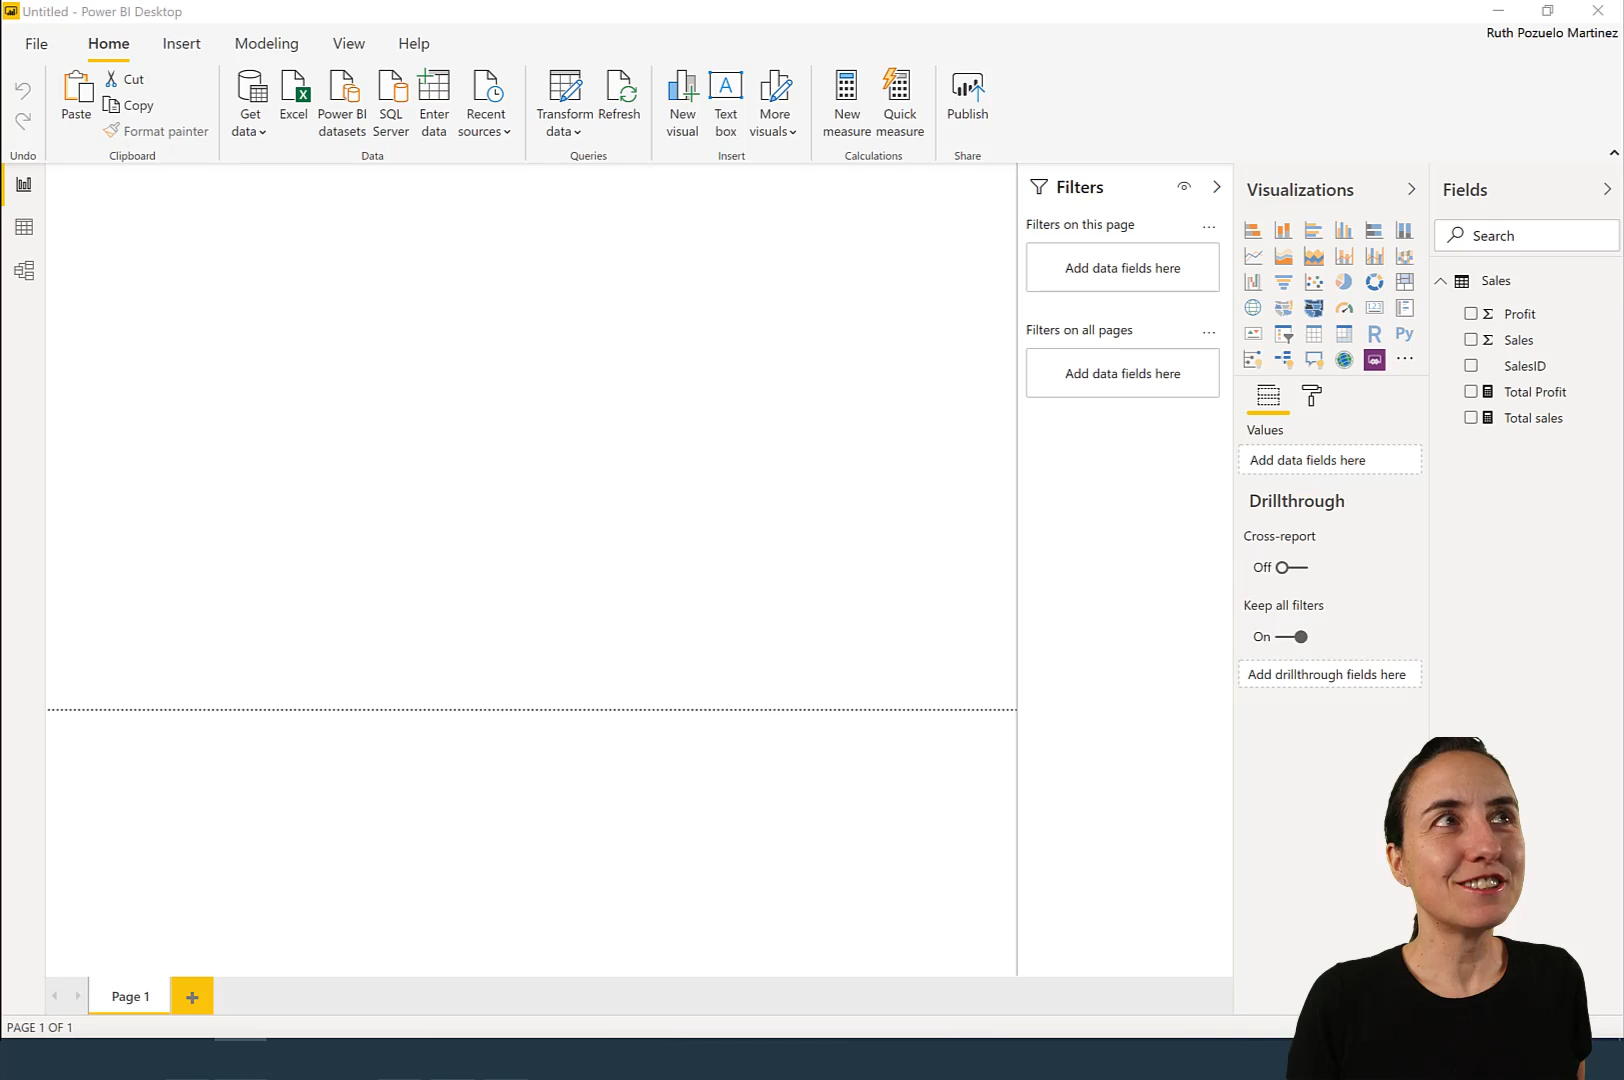 Untitled - Power BI Desktop
Ruth Pozuelo Martinez
File Home Insert Modeling View Help
Paste
Cut
Copy
Format painter
Get data
Excel
Power BI datasets
SQL Server
Enter data
Recent sources
Transform data
Refresh
New visual
Text box
More visuals
New measure
Quick measure
Publish
Undo
Clipboard
Data
Queries
Insert
Calculations
Share
Filters
Filters on this page
Add data fields here
Filters on all pages
Add data fields here
Visualizations
R Py
Values
Add data fields here
Drillthrough
Cross-report
Off
Keep all filters
On
Add drillthrough fields here
Fields
Search
Sales
Profit
Sales
SalesID
Total Profit
Total sales
Page 1
PAGE 1 OF 1